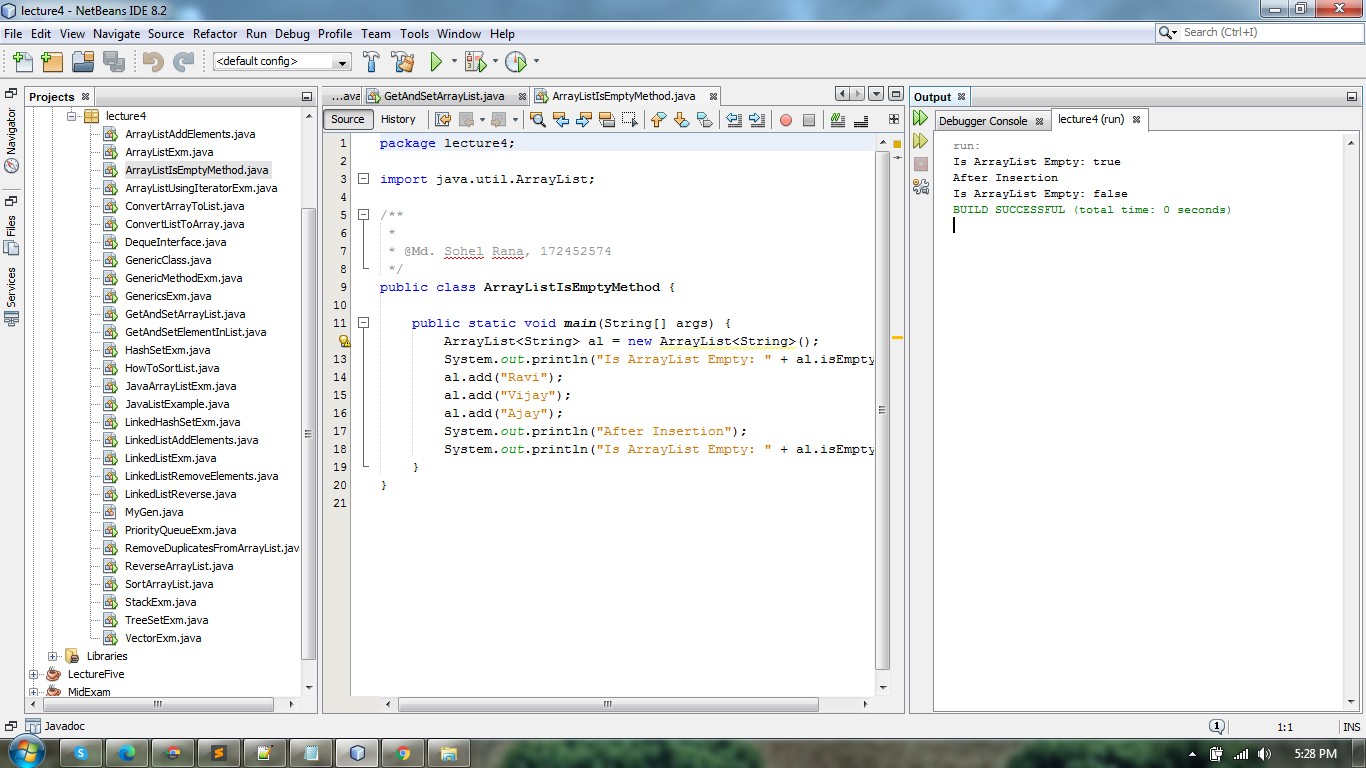 lecture4 - NetBeans IDE 8.2
File Edit View Navigate Source Refactor Run Debug Profile Team Tools Window Help
Search (Ctrl+I)
<default config>
Navigator
Files
Services
Projects
lecture4
ArrayListAddElements.java
ArrayListExm.java
ArrayListIsEmptyMethod.java
ArrayListUsingIteratorExm.java
ConvertArrayToList.java
ConvertListToArray.java
DequeInterface.java
GenericClass.java
GenericMethodExm.java
GenericsExm.java
GetAndSetArrayList.java
GetAndSetElementInList.java
HashSetExm.java
HowToSortList.java
JavaArrayListExm.java
JavaListExample.java
LinkedHashSetExm.java
LinkedListAddElements.java
LinkedListExm.java
LinkedListRemoveElements.java
LinkedListReverse.java
MyGen.java
PriorityQueueExm.java
RemoveDuplicatesFromArrayList.jav
ReverseArrayList.java
SortArrayList.java
StackExm.java
TreeSetExm.java
VectorExm.java
Libraries
LectureFive
MidExam
...ava GetAndSetArrayList.java ArrayListIsEmptyMethod.java
Source History
1 package lecture4;
2
3 import java.util.ArrayList;
4
5 /**
6 *
7 * @Md. Sohel Rana, 172452574
8 */
9 public class ArrayListIsEmptyMethod {
10
11 public static void main(String[] args) {
ArrayList<String> al = new ArrayList<String>();
13 System.out.println("Is ArrayList Empty: " + al.isEmpty
14 al.add("Ravi");
15 al.add("Vijay");
16 al.add("Ajay");
17 System.out.println("After Insertion");
18 System.out.println("Is ArrayList Empty: " + al.isEmpty
19 }
20 }
21
Output
Debugger Console lecture4 (run)
run:
Is ArrayList Empty: true
After Insertion
Is ArrayList Empty: false
BUILD SUCCESSFUL (total time: 0 seconds)
Javadoc
1 1:1 INS
5:28 PM